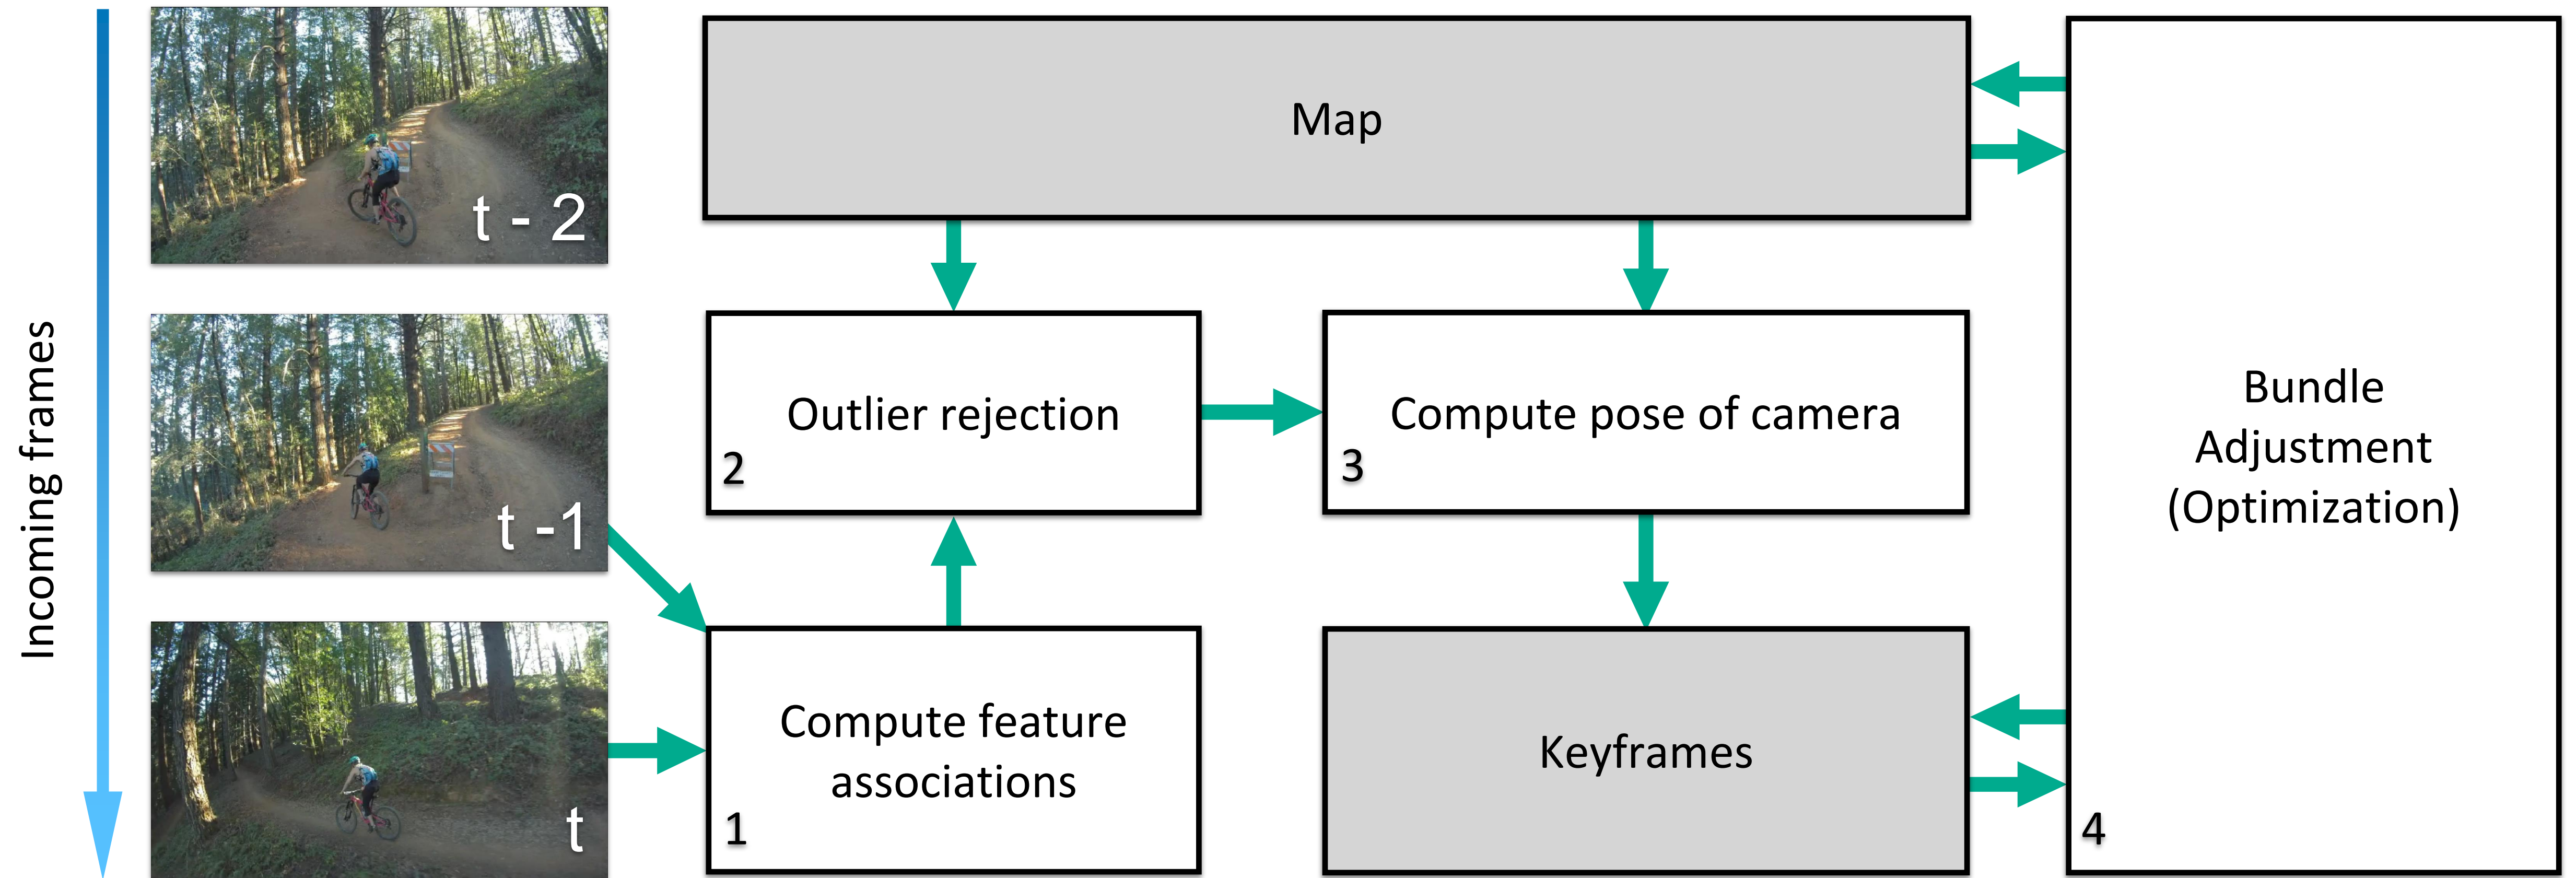 Incoming frames
t - 2
t -1
t
Map
Outlier rejection
2
Compute pose of camera
3
Compute feature
associations
1
Keyframes
Bundle
Adjustment
(Optimization)
4